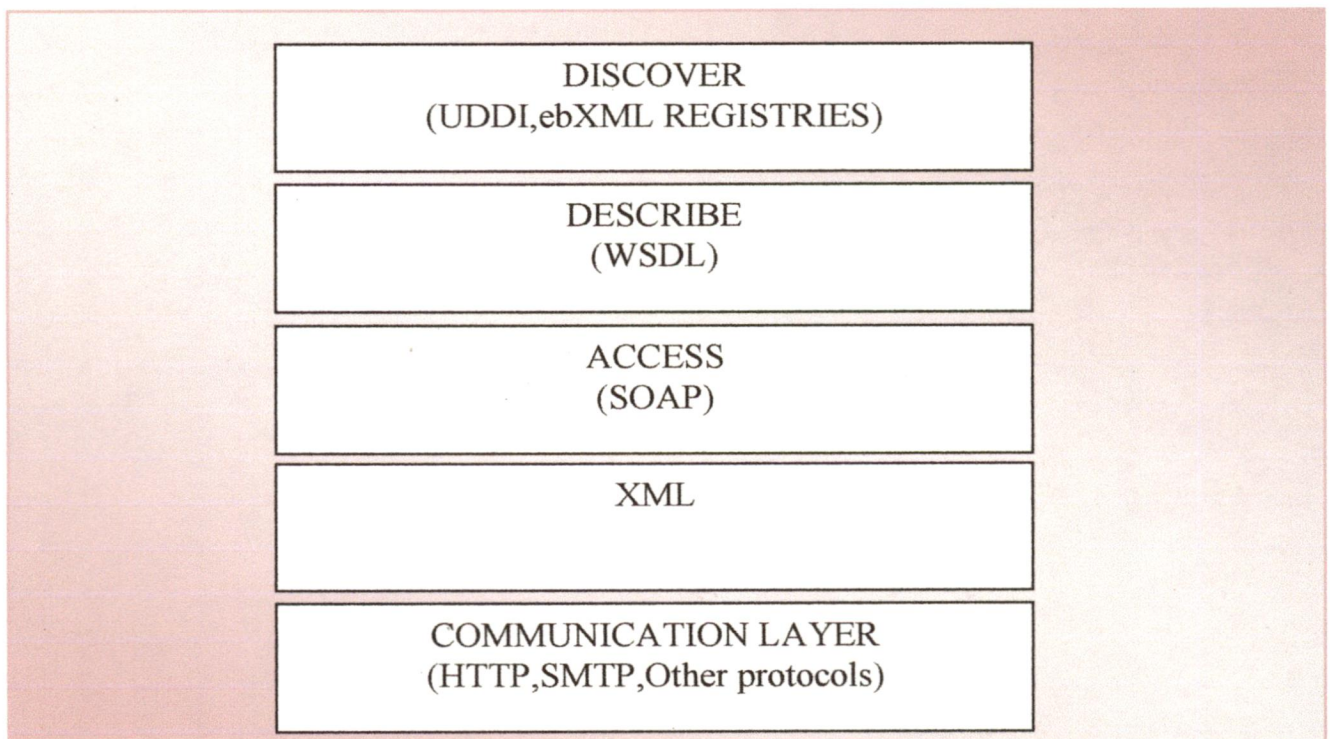 DISCOVER
(UDDI,ebXML REGISTRIES)
DESCRIBE
(WSDL)
ACCESS
(SOAP)
XML
COMMUNICATION LAYER
(HTTP,SMTP,Other protocols)